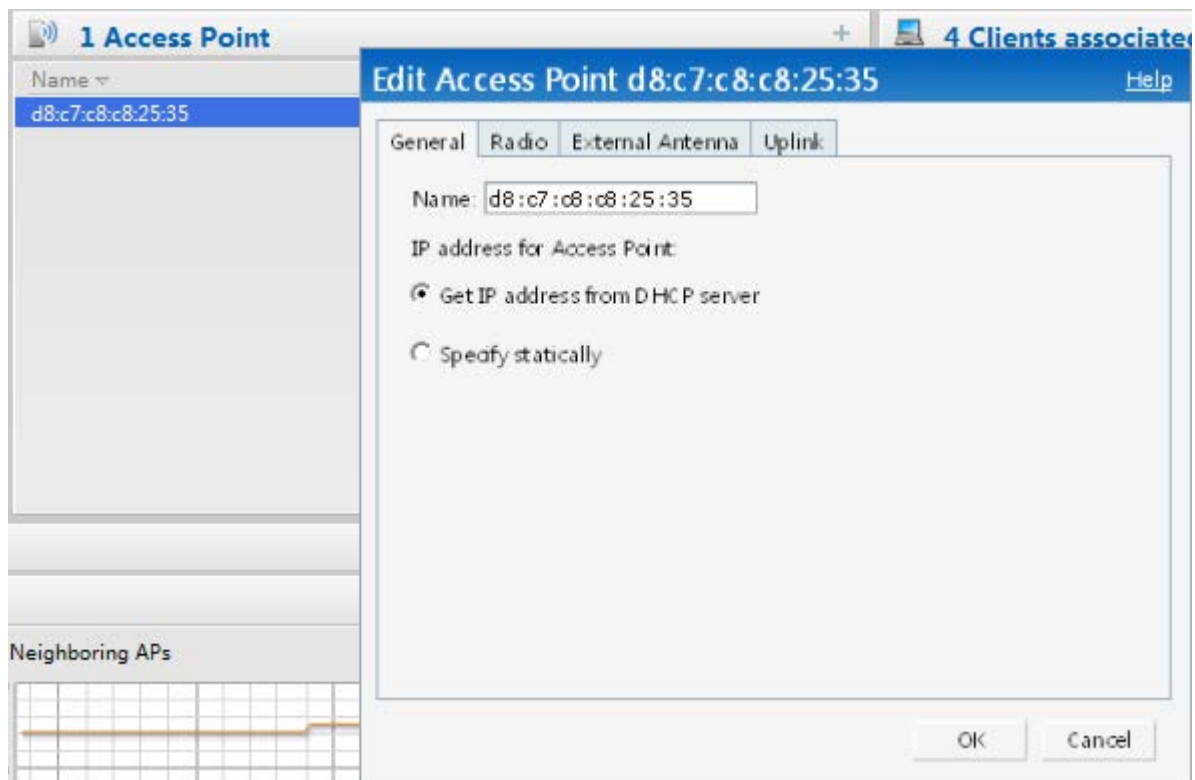 1 Access Point
+
4 Clients associate
Name
d8:c7:c8:c8:25:35
Edit Access Point d8:c7:c8:c8:25:35
Help
General Radio External Antenna Uplink
Name: d8:c7:c8:c8:25:35
IP address for Access Point:
Get IP address from DHCP server
Specify statically
Neighboring APs
OK Cancel